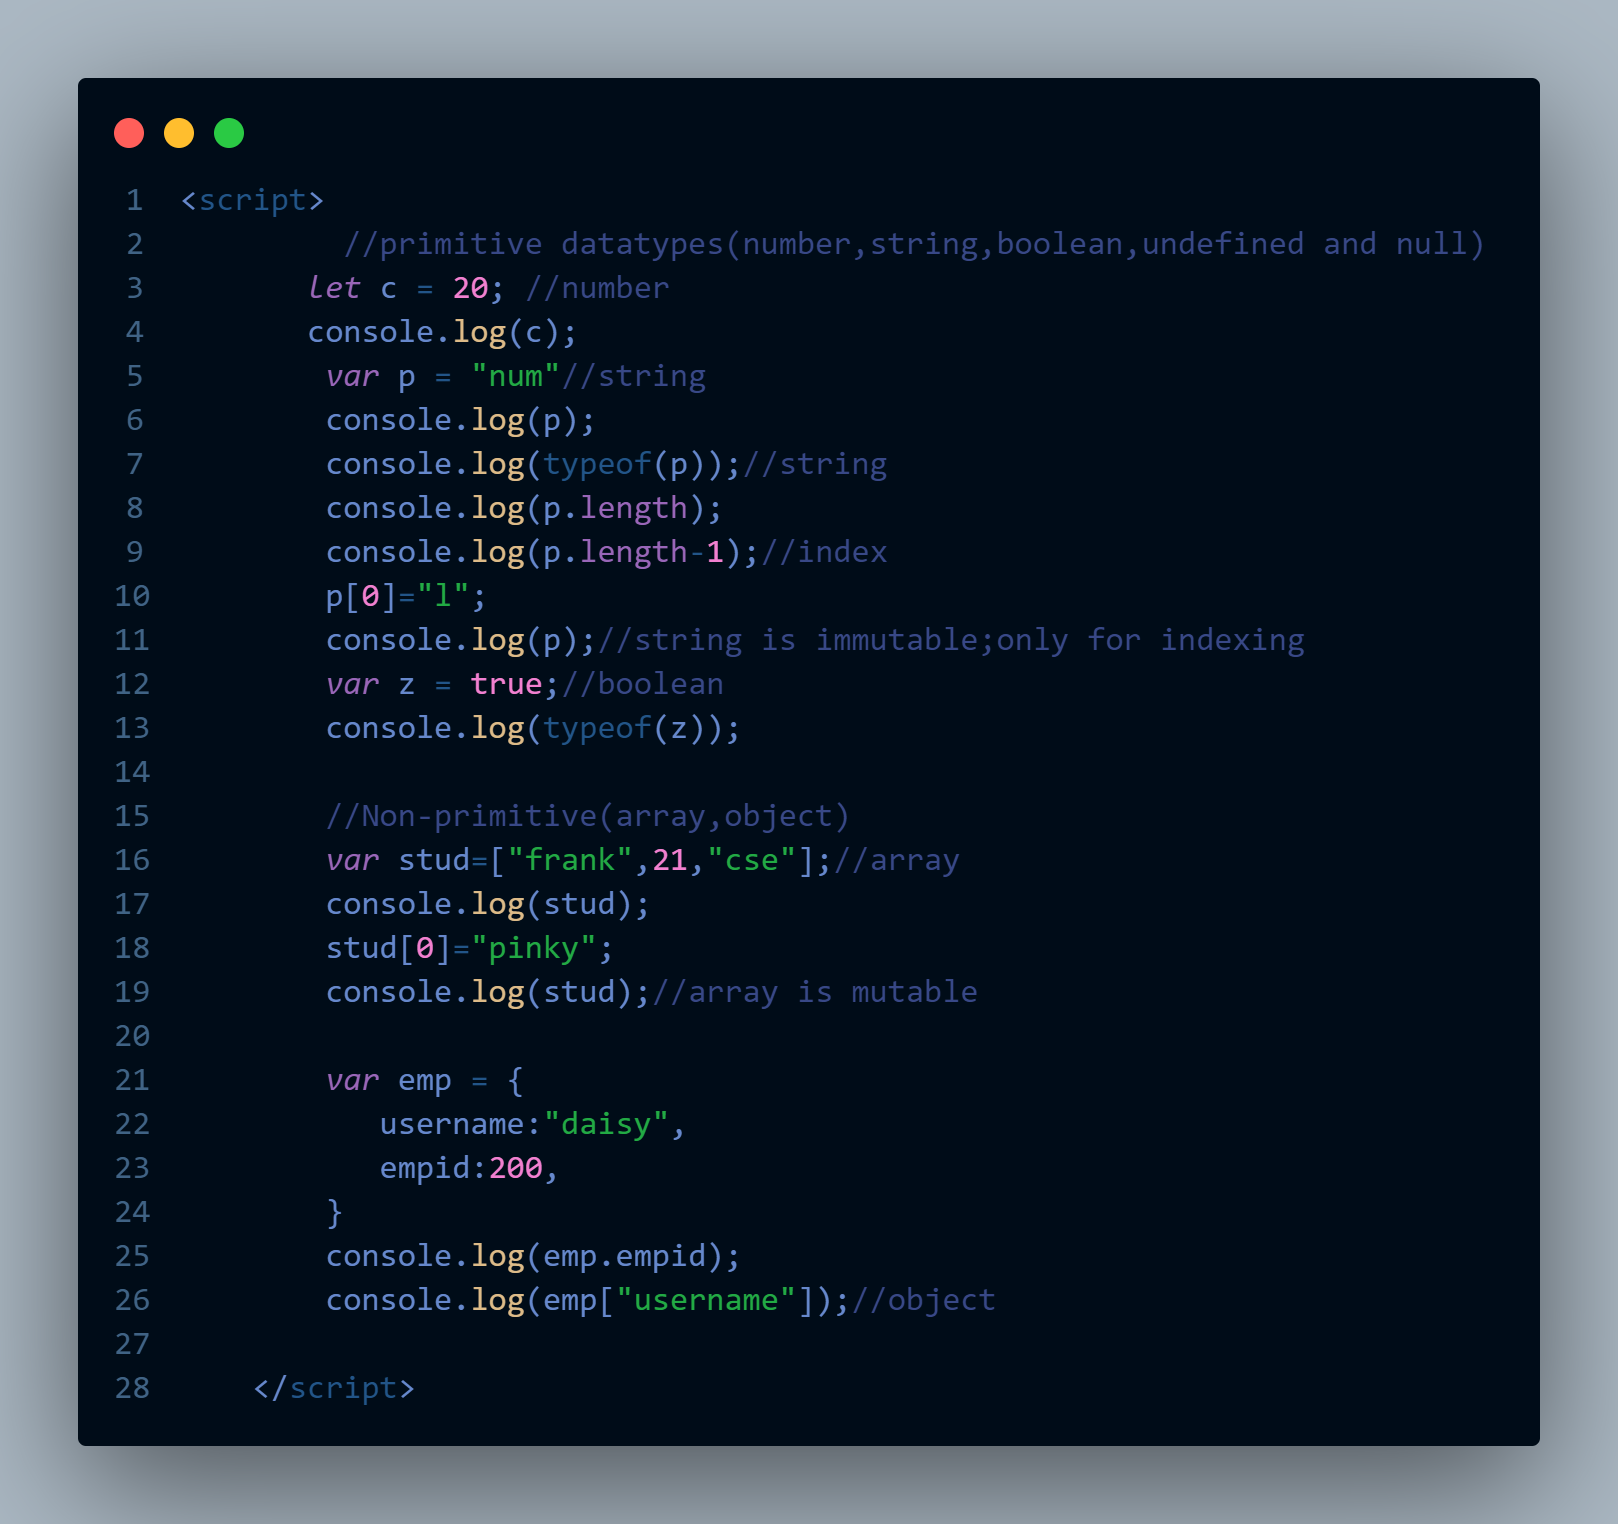 1 <script>
2 //primitive datatypes(number,string,boolean,undefined and null)
3 let c = 20; //number
4 console.log(c);
5 var p = "num"//string
6 console.log(p);
7 console.log(typeof(p));//string
8 console.log(p.length);
9 console.log(p.length-1);//index
10 p[0]="l";
11 console.log(p);//string is immutable;only for indexing
12 var z = true;//boolean
13 console.log(typeof(z));
14
15 //Non-primitive(array,object)
16 var stud=["frank",21,"cse"];//array
17 console.log(stud);
18 stud[0]="pinky";
19 console.log(stud);//array is mutable
20
21 var emp = {
22 username:"daisy",
23 empid:200,
24 }
25 console.log(emp.empid);
26 console.log(emp["username"]);//object
27
28 </script>